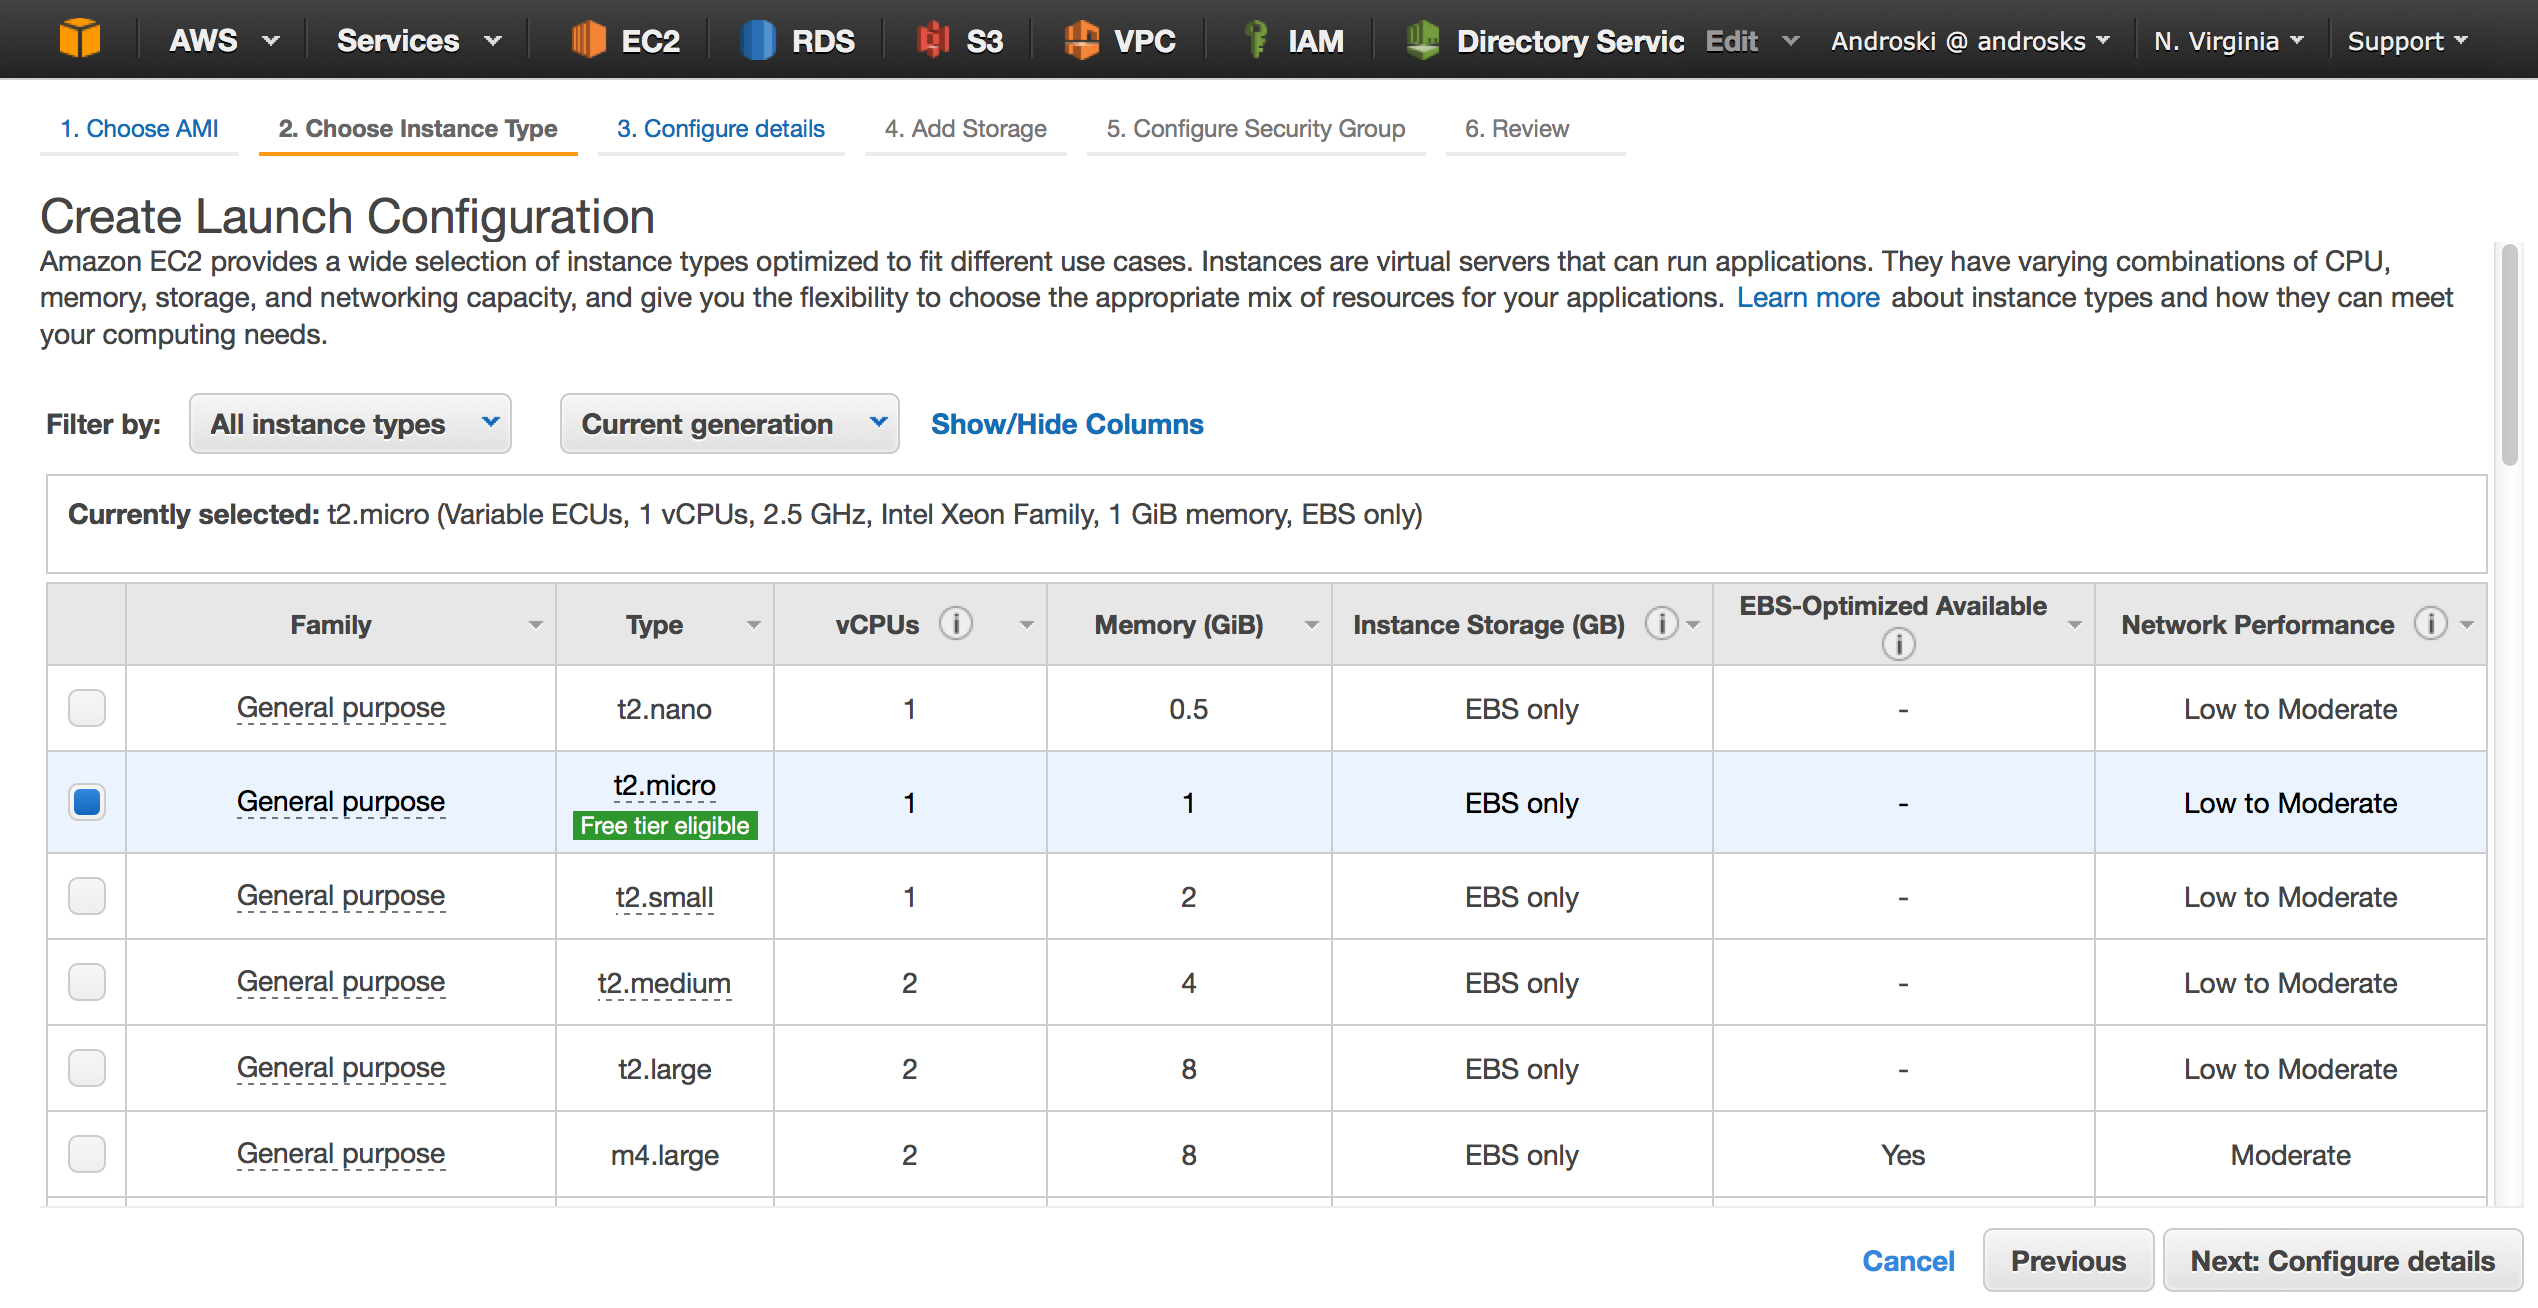 AWS Services EC2 RDS S3 VPC IAM Directory Servic Edit Androski @ androsks N. Virginia Support
1. Choose AMI 2. Choose Instance Type 3. Configure details 4. Add Storage 5. Configure Security Group 6. Review
Create Launch Configuration
Amazon EC2 provides a wide selection of instance types optimized to fit different use cases. Instances are virtual servers that can run applications. They have varying combinations of CPU,
memory, storage, and networking capacity, and give you the flexibility to choose the appropriate mix of resources for your applications. Learn more about instance types and how they can meet
your computing needs.
Filter by: All instance types Current generation Show/Hide Columns
Currently selected: t2.micro (Variable ECUs, 1 vCPUs, 2.5 GHz, Intel Xeon Family, 1 GiB memory, EBS only)
Family Type vCPUs i Memory (GiB) Instance Storage (GB) i EBS-Optimized Available i Network Performance i
General purpose t2.nano 1 0.5 EBS only - Low to Moderate
General purpose t2.micro Free tier eligible 1 1 EBS only - Low to Moderate
General purpose t2.small 1 2 EBS only - Low to Moderate
General purpose t2.medium 2 4 EBS only - Low to Moderate
General purpose t2.large 2 8 EBS only - Low to Moderate
General purpose m4.large 2 8 EBS only Yes Moderate
Cancel Previous Next: Configure details